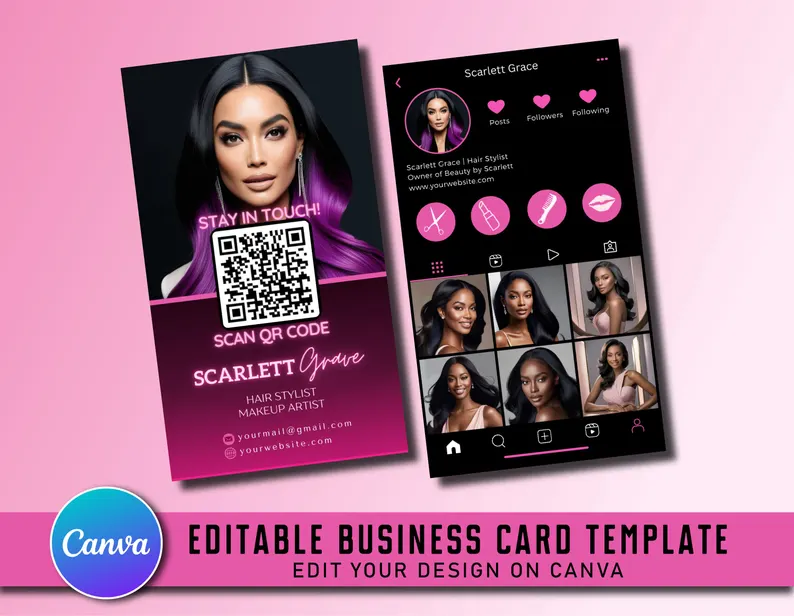 STAY IN TOUCH!
SCAN QR CODE
SCARLETT Grave
HAIR STYLIST
MAKEUP ARTIST
yourmail@gmail.com
yourwebsite.com
Scarlett Grace
Posts
Followers
Following
Scarlett Grace | Hair Stylist
Owner of Beauty by Scarlett
www.yourwebsite.com
Canva
EDITABLE BUSINESS CARD TEMPLATE
EDIT YOUR DESIGN ON CANVA